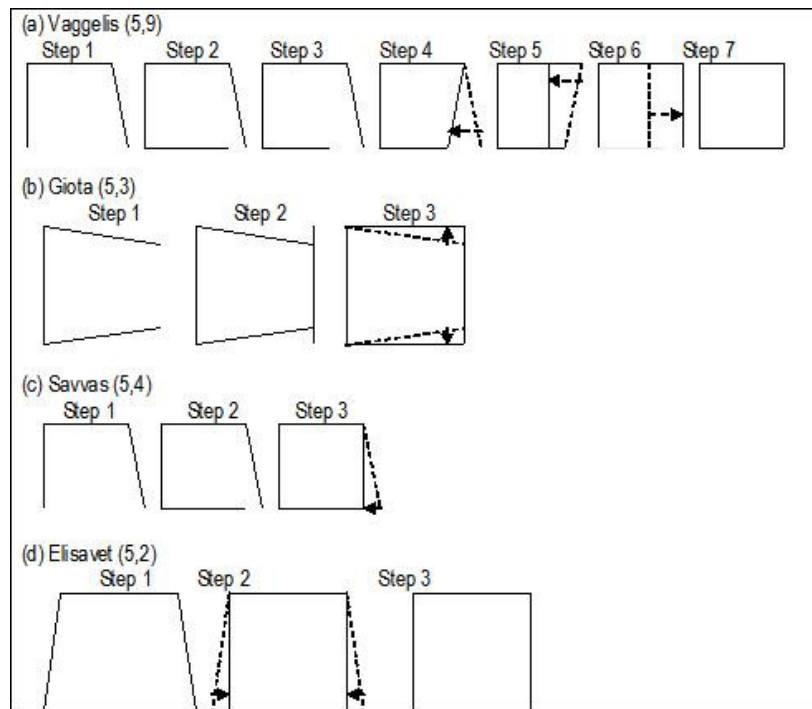 (a) Vaggelis (5,9)
Step 1 Step 2 Step 3 Step 4 Step 5 Step 6 Step 7
(b) Giota (5,3)
Step 1 Step 2 Step 3
(c) Savvas (5,4)
Step 1 Step 2 Step 3
(d) Elisavet (5,2)
Step 1 Step 2 Step 3